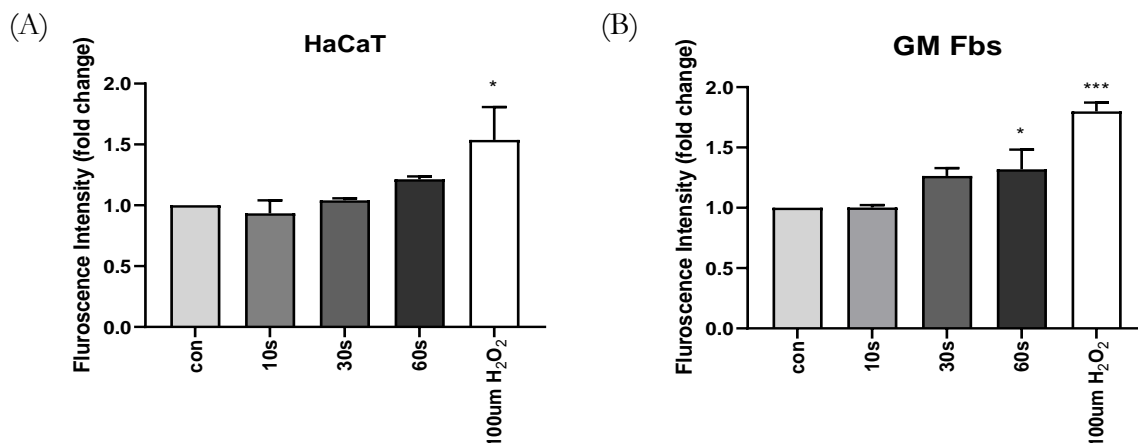 (A)
HaCaT
Fluroscence Intensity (fold change)
2.0
1.5
1.0
0.5
0.0
*
con
10s
30s
60s
100um H₂O₂
(B)
GM Fbs
Fluroscence Intensity (fold change)
2.0
1.5
1.0
0.5
0.0
*
***
con
10s
30s
60s
100um H₂O₂